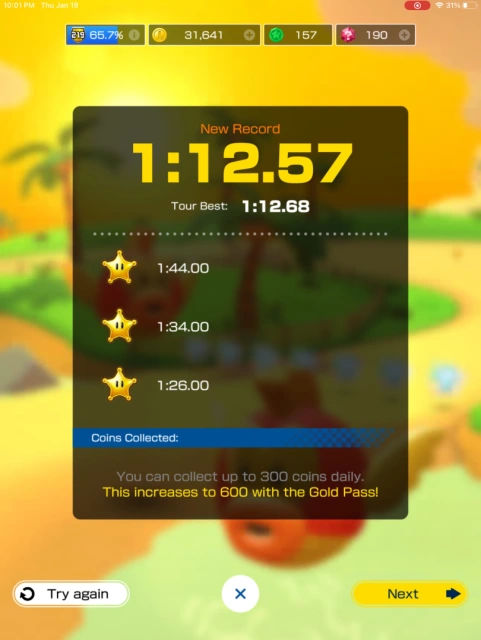 10:01 PM Thu Jan 19
31%
219 65.7% 31,641 157 190
New Record
1:12.57
Tour Best: 1:12.68
1:44.00
1:34.00
1:26.00
Coins Collected:
You can collect up to 300 coins daily.
This increases to 600 with the Gold Pass!
Try again
Next